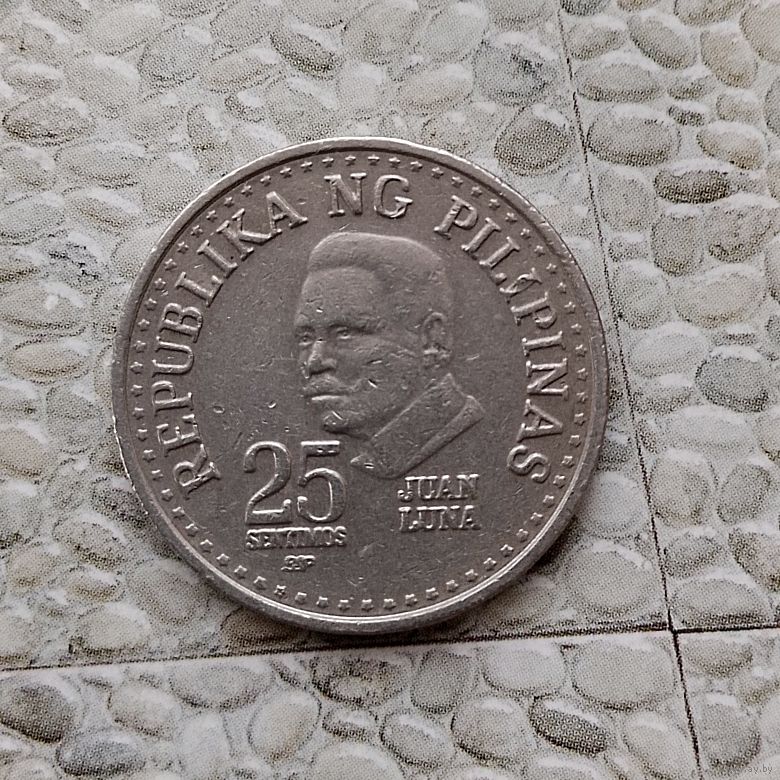 REPUBLIKA NG PILIPINAS
25
SENTIMOS
JUAN
LUNA